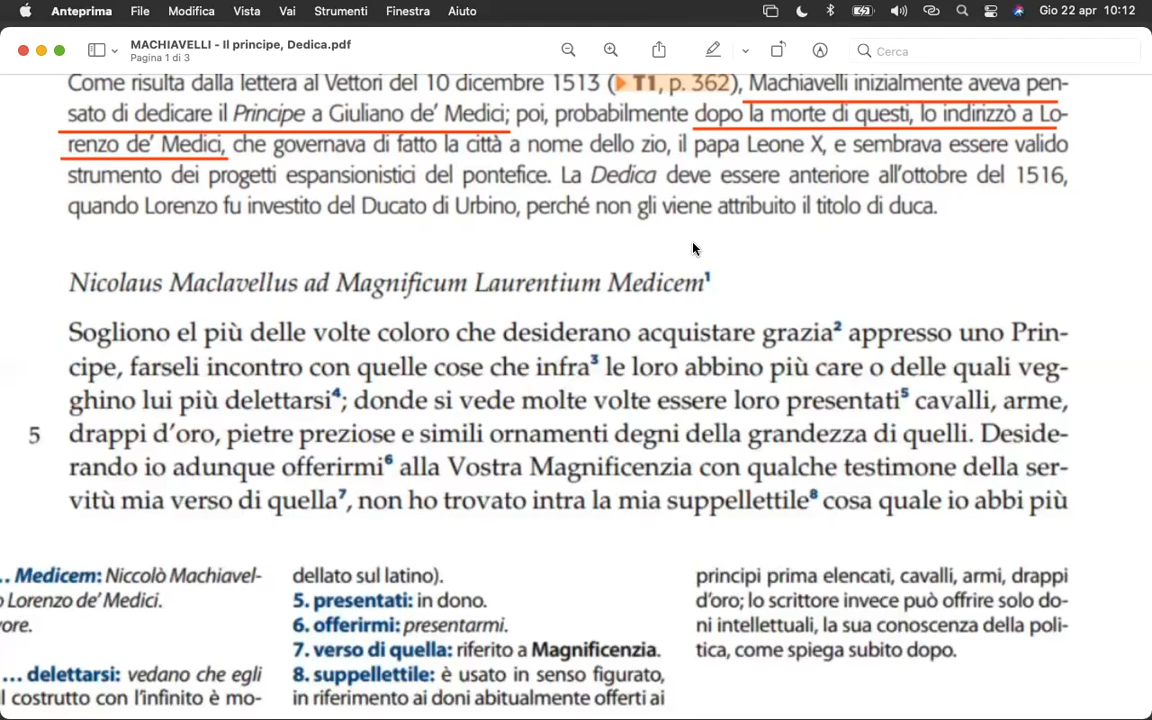 Anteprima File Modifica Vista Vai Strumenti Finestra Aiuto Gio 22 apr 10:12
MACHIAVELLI - Il principe, Dedica.pdf
Pagina 1 di 3
Cerca
Come risulta dalla lettera al Vettori del 10 dicembre 1513 (▶ T1, p. 362), Machiavelli inizialmente aveva pen-
sato di dedicare il Principe a Giuliano de' Medici; poi, probabilmente dopo la morte di questi, lo indirizzò a Lo-
renzo de' Medici, che governava di fatto la città a nome dello zio, il papa Leone X, e sembrava essere valido
strumento dei progetti espansionistici del pontefice. La Dedica deve essere anteriore all'ottobre del 1516,
quando Lorenzo fu investito del Ducato di Urbino, perché non gli viene attribuito il titolo di duca.
Nicolaus Maclavellus ad Magnificum Laurentium Medicem¹
Sogliono el più delle volte coloro che desiderano acquistare grazia² appresso uno Prin-
cipe, farseli incontro con quelle cose che infra³ le loro abbino più care o delle quali veg-
ghino lui più delettarsi⁴; donde si vede molte volte essere loro presentati⁵ cavalli, arme,
5 drappi d'oro, pietre preziose e simili ornamenti degni della grandezza di quelli. Deside-
rando io adunque offerirmi⁶ alla Vostra Magnificenzia con qualche testimone della ser-
vitù mia verso di quella⁷, non ho trovato intra la mia suppellettile⁸ cosa quale io abbi più
.. Medicem: Niccolò Machiavel-
o Lorenzo de' Medici.
vore.
... delettarsi: vedano che egli
l costrutto con l'infinito è mo-
dellato sul latino).
5. presentati: in dono.
6. offerirmi: presentarmi.
7. verso di quella: riferito a Magnificenzia.
8. suppellettile: è usato in senso figurato,
in riferimento ai doni abitualmente offerti ai
principi prima elencati, cavalli, armi, drappi
d'oro; lo scrittore invece può offrire solo do-
ni intellettuali, la sua conoscenza della poli-
tica, come spiega subito dopo.